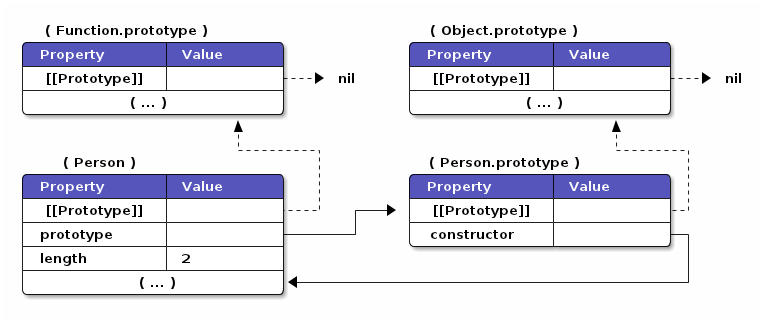 ( Function.prototype )
Property Value
[[Prototype]]
nil
( ... )
( Object.prototype )
Property Value
[[Prototype]]
nil
( ... )
( Person )
Property Value
[[Prototype]]
prototype
length 2
( ... )
( Person.prototype )
Property Value
[[Prototype]]
constructor